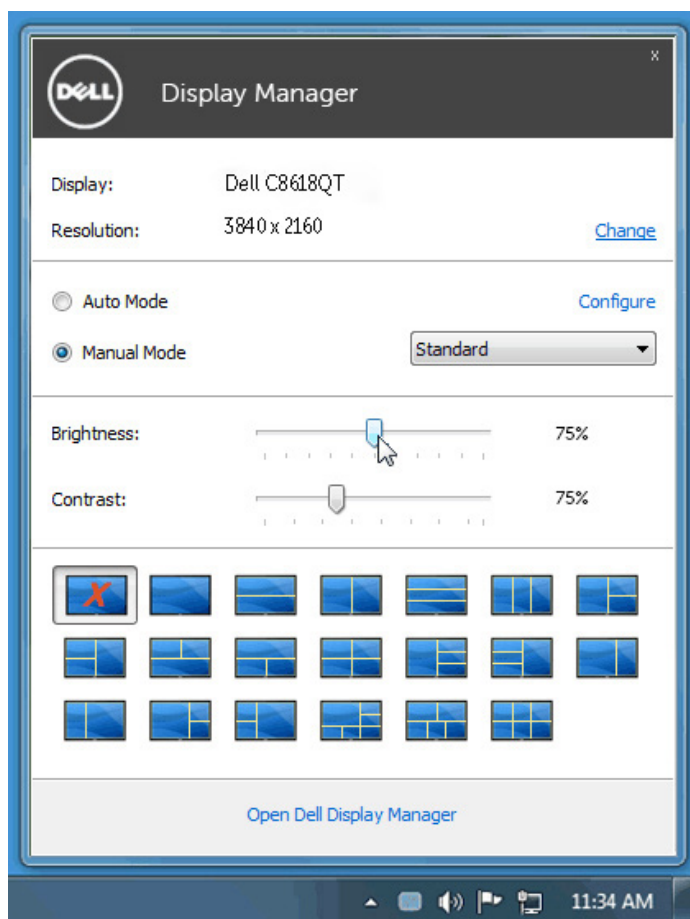 DELL
Display Manager
x
Display: Dell C8618QT
Resolution: 3840 x 2160 Change
Auto Mode Configure
Manual Mode Standard
Brightness: 75%
Contrast: 75%
X
Open Dell Display Manager
11:34 AM